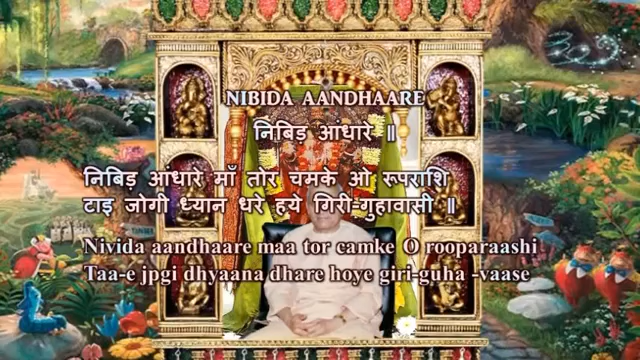 NIBIDA AANDHAARE
निबिड़ आधारे ॥
निबिड़ आधारे माँ तोर चमके ओ रूपराशि
टाइ जोगी ध्यान धरे हये गिरी-गुहावासी ॥
Nivida aandhaare maa tor camke O rooparaashi
Taa-e jpgi dhyaana dhare hoye giri-guha -vaase